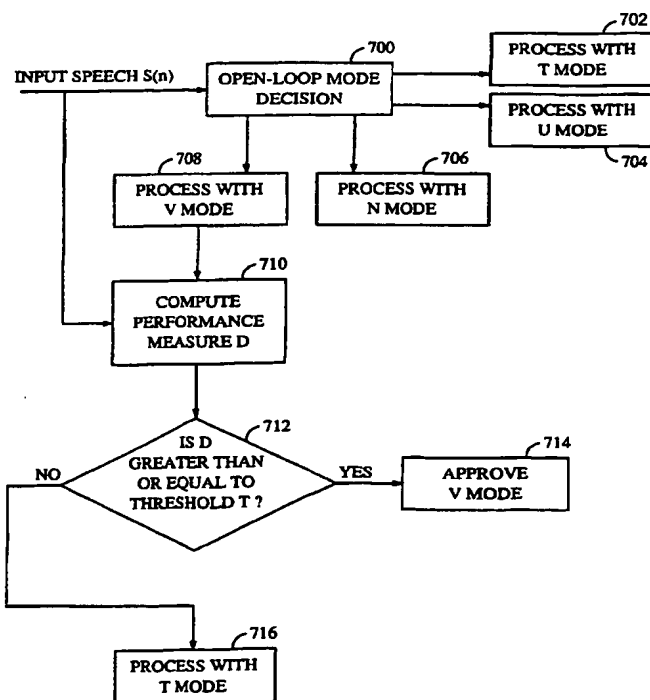 702
700
PROCESS WITH
T MODE
INPUT SPEECH S(n)
OPEN-LOOP MODE
DECISION
PROCESS WITH
U MODE
704
708
706
PROCESS WITH
V MODE
PROCESS WITH
N MODE
710
COMPUTE
PERFORMANCE
MEASURE D
712
IS D
GREATER THAN
OR EQUAL TO
THRESHOLD T ?
NO
YES
714
APPROVE
V MODE
716
PROCESS WITH
T MODE